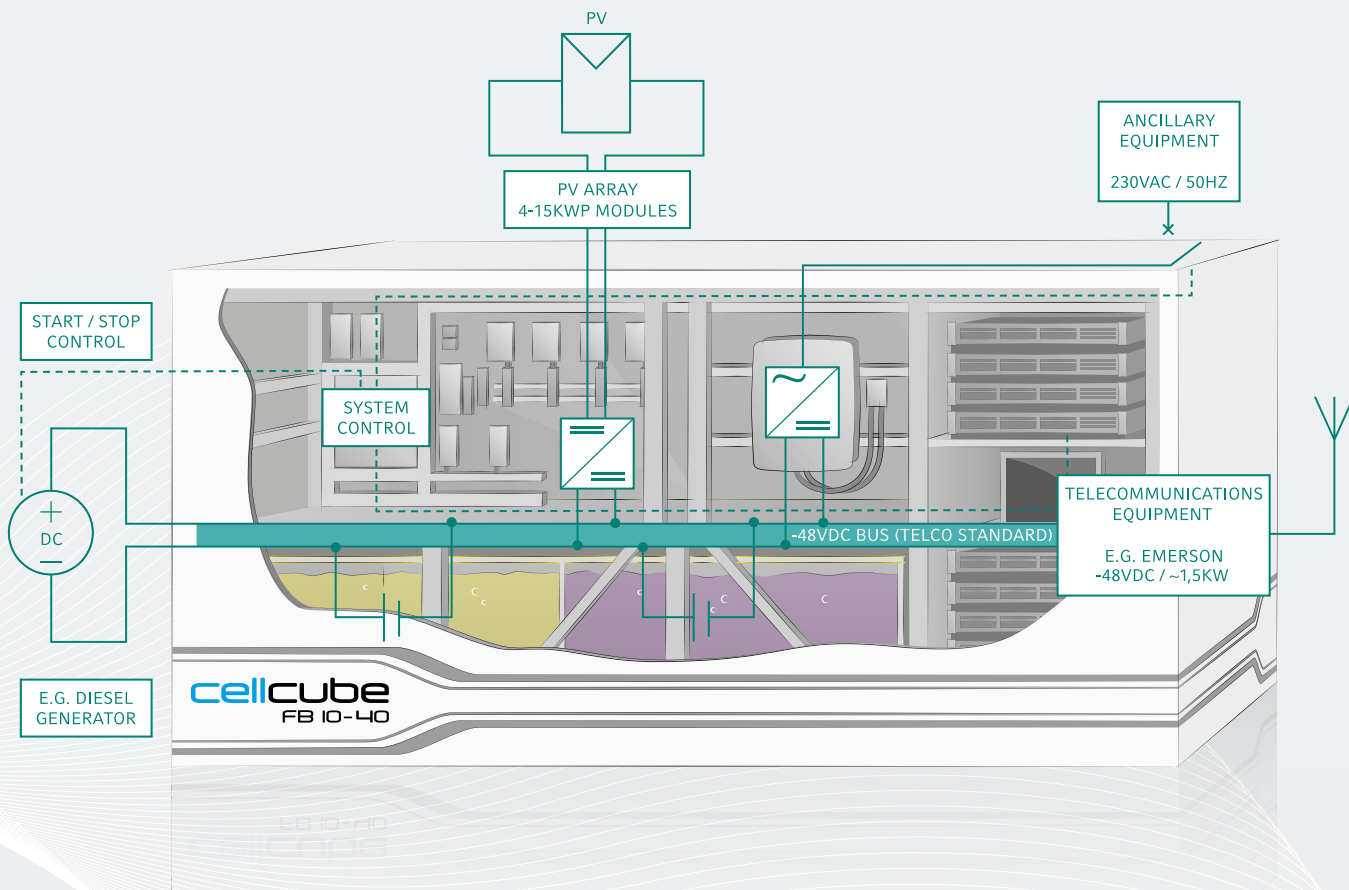 PV
PV ARRAY
4-15KWP MODULES
ANCILLARY
EQUIPMENT
230VAC / 50HZ
START / STOP
CONTROL
SYSTEM
CONTROL
+
DC
–
-48VDC BUS (TELCO STANDARD)
TELECOMMUNICATIONS
EQUIPMENT
E.G. EMERSON
-48VDC / ~1,5KW
E.G. DIESEL
GENERATOR
cellcube
FB 10-40